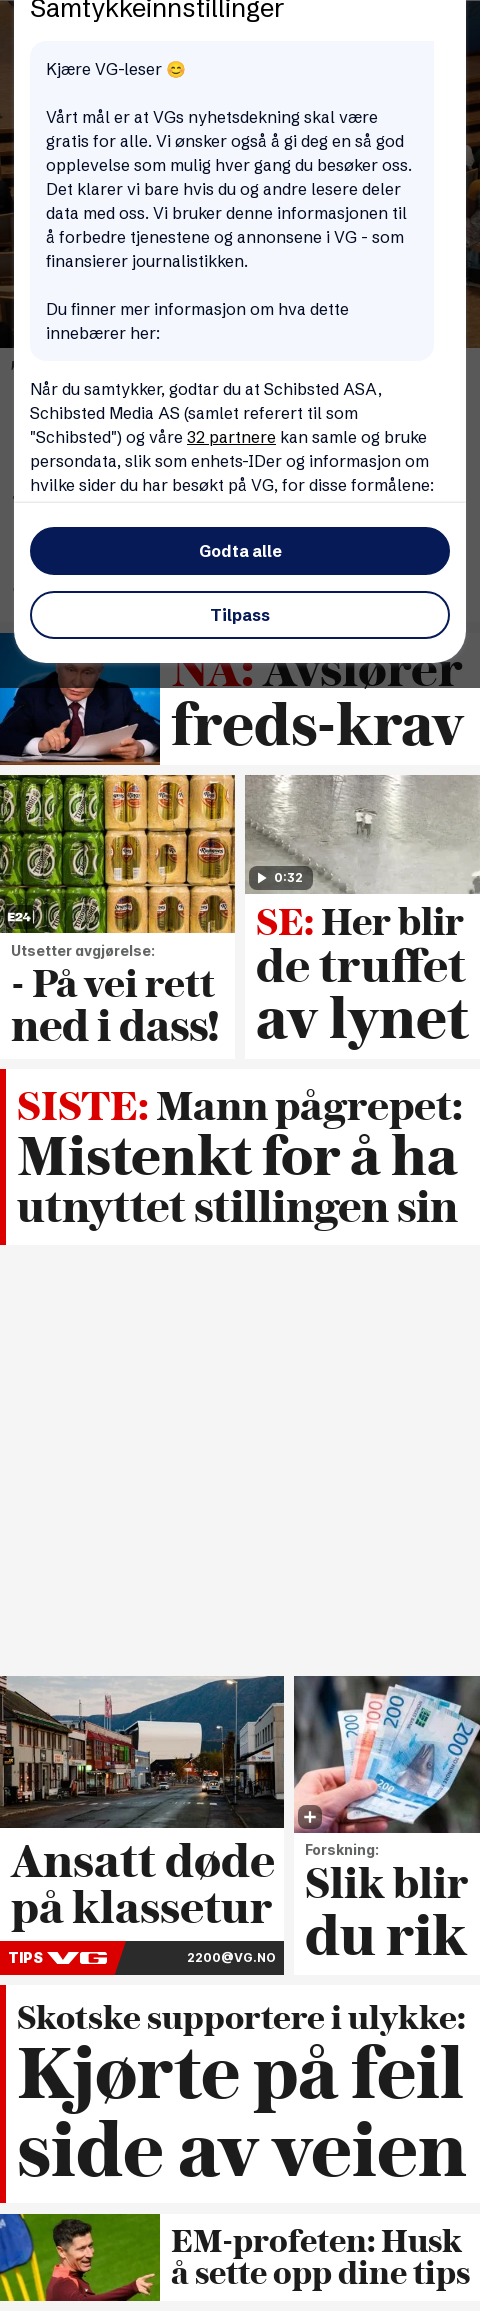 Samtykkeinnstillinger
Kjære VG-leser 😊
Vårt mål er at VGs nyhetsdekning skal være
gratis for alle. Vi ønsker også å gi deg en så god
opplevelse som mulig hver gang du besøker oss.
Det klarer vi bare hvis du og andre lesere deler
data med oss. Vi bruker denne informasjonen til
å forbedre tjenestene og annonsene i VG - som
finansierer journalistikken.
Du finner mer informasjon om hva dette
innebærer her:
Når du samtykker, godtar du at Schibsted ASA,
Schibsted Media AS (samlet referert til som
"Schibsted") og våre 32 partnere kan samle og bruke
persondata, slik som enhets-IDer og informasjon om
hvilke sider du har besøkt på VG, for disse formålene:
Godta alle
Tilpass
NÅ: Avslører
freds-krav
E24
Utsetter avgjørelse:
- På vei rett
ned i dass!
0:32
SE: Her blir
de truffet
av lynet
SISTE: Mann pågrepet:
Mistenkt for å ha
utnyttet stillingen sin
Ansatt døde
på klassetur
TIPS VG 2200@VG.NO
Forskning:
Slik blir
du rik
Skotske supportere i ulykke:
Kjørte på feil
side av veien
EM-profeten: Husk
å sette opp dine tips